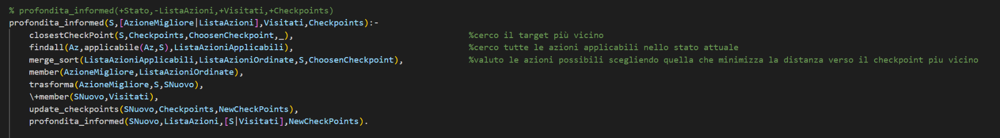 % profondita_informed(+Stato,-ListaAzioni,+Visitati,+Checkpoints)
profondita_informed(S,[AzioneMigliore|ListaAzioni],Visitati,Checkpoints):-
closestCheckPoint(S,Checkpoints,ChoosenCheckpoint,_), %cerco il target più vicino
findall(Az,applicabile(Az,S),ListaAzioniApplicabili), %cerco tutte le azioni applicabili nello stato attuale
merge_sort(ListaAzioniApplicabili,ListaAzioniOrdinate,S,ChoosenCheckpoint), %valuto le azioni possibili scegliendo quella che minimizza la distanza verso il checkpoint piu vicino
member(AzioneMigliore,ListaAzioniOrdinate),
trasforma(AzioneMigliore,S,SNuovo),
\+member(SNuovo,Visitati),
update_checkpoints(SNuovo,Checkpoints,NewCheckPoints),
profondita_informed(SNuovo,ListaAzioni,[S|Visitati],NewCheckPoints).